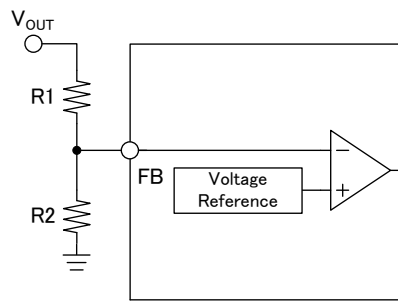 VOUT
R1
FB
Voltage
Reference
−
+
R2